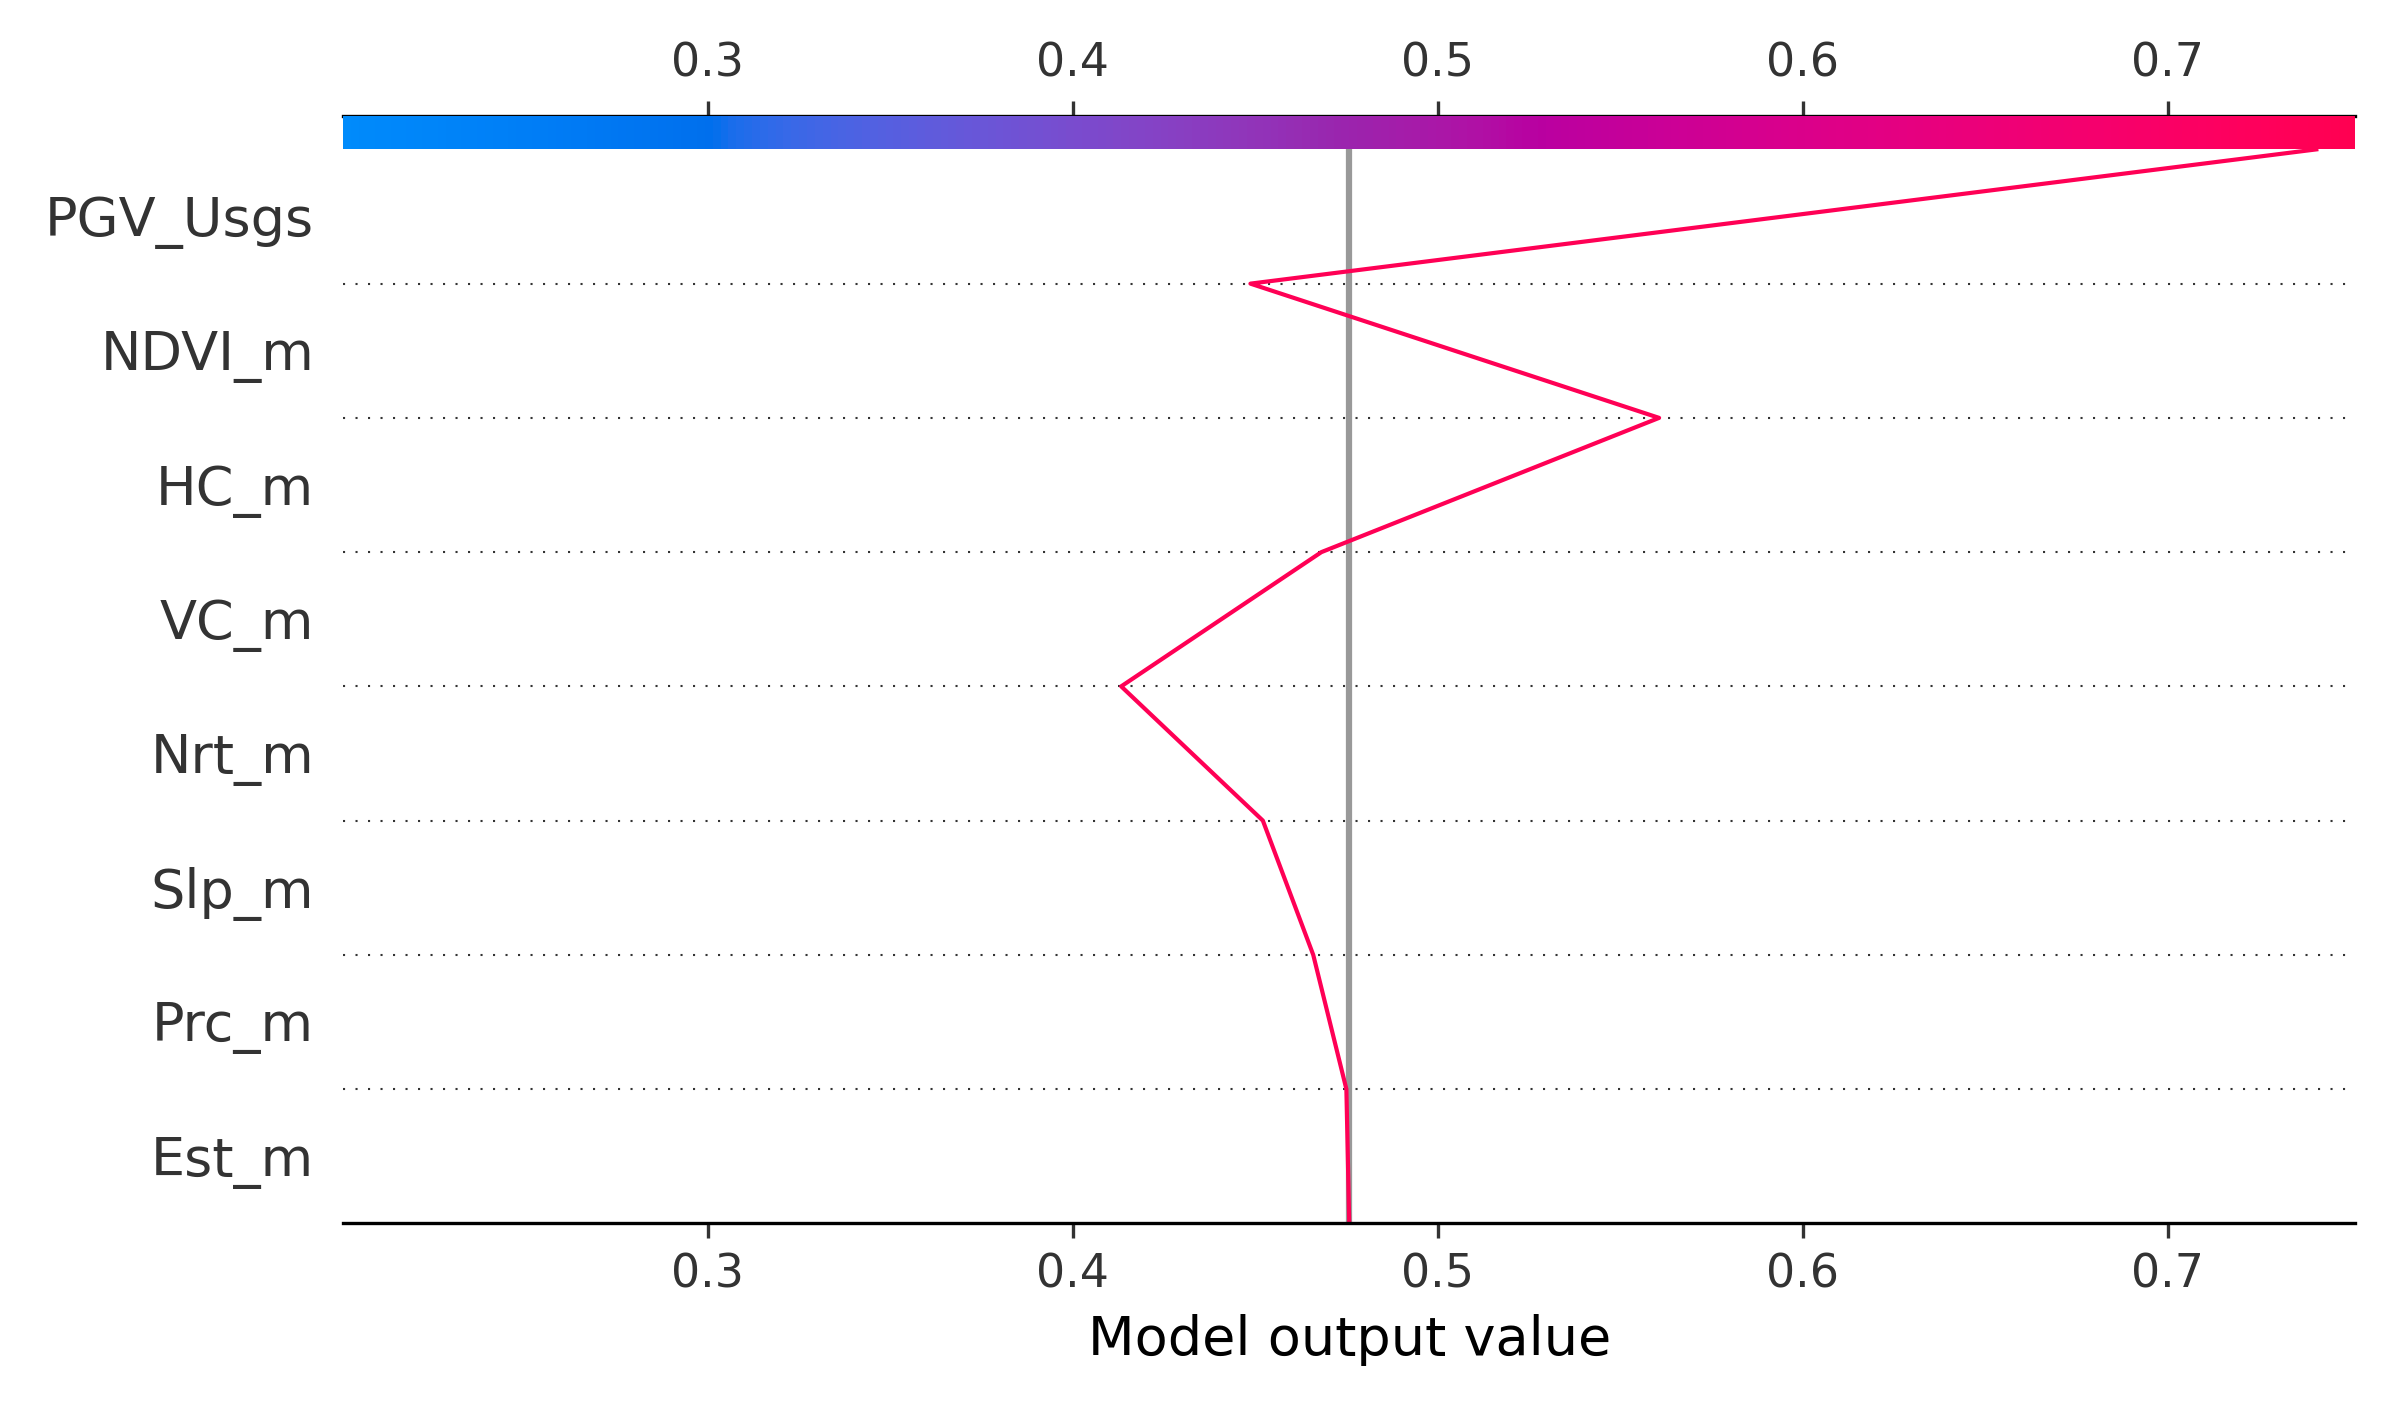 0.3 0.4 0.5 0.6 0.7
PGV_Usgs
NDVI_m
HC_m
VC_m
Nrt_m
Slp_m
Prc_m
Est_m
0.3 0.4 0.5 0.6 0.7
Model output value